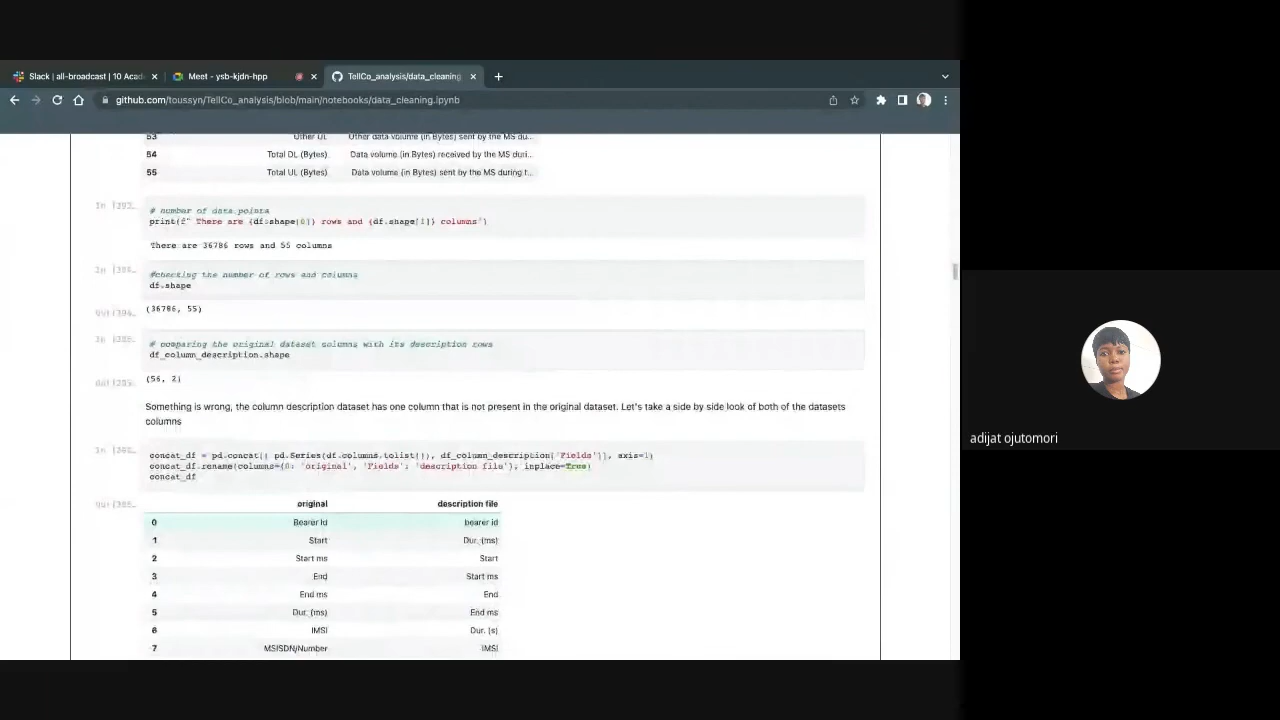 Slack | all-broadcast | 10 Acad
Meet - ysb-kjdn-hpp
TellCo_analysis/data_cleaning
github.com/toussyn/TellCo_analysis/blob/main/notebooks/data_cleaning.ipynb
53 Other UL Other data volume (in Bytes) sent by the MS du...
54 Total DL (Bytes) Data volume (in Bytes) received by the MS duri...
55 Total UL (Bytes) Data volume (in Bytes) sent by the MS during t...
# number of data points
print(f" There are {df.shape[0]} rows and {df.shape[1]} columns")
There are 36786 rows and 55 columns
#checking the number of rows and columns
df.shape
(36786, 55)
# comparing the original dataset columns with its description rows
df_column_description.shape
(56, 2)
Something is wrong, the column description dataset has one column that is not present in the original dataset. Let's take a side by side look of both of the datasets
columns
concat_df = pd.concat([ pd.Series(df.columns.tolist()), df_column_description['Fields']], axis=1)
concat_df.rename(columns={0: 'original', 'Fields': 'description file'}, inplace=True)
concat_df
original description file
0 Bearer Id bearer id
1 Start Dur. (ms)
2 Start ms Start
3 End Start ms
4 End ms End
5 Dur. (ms) End ms
6 IMSI Dur. (s)
7 MSISDN/Number IMSI
adijat ojutomori